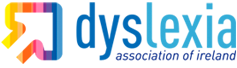 dyslexia
association of ireland